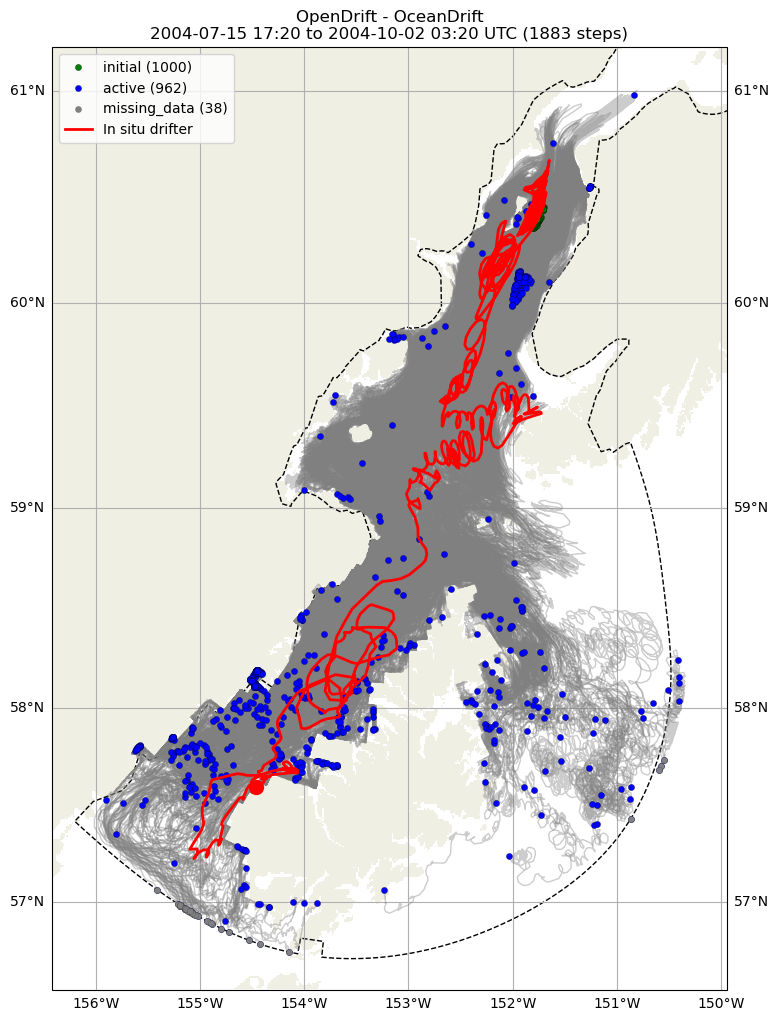 OpenDrift - OceanDrift
2004-07-15 17:20 to 2004-10-02 03:20 UTC (1883 steps)
initial (1000)
active (962)
missing_data (38)
In situ drifter
61°N
61°N
60°N
60°N
59°N
59°N
58°N
58°N
57°N
57°N
156°W 155°W 154°W 153°W 152°W 151°W 150°W